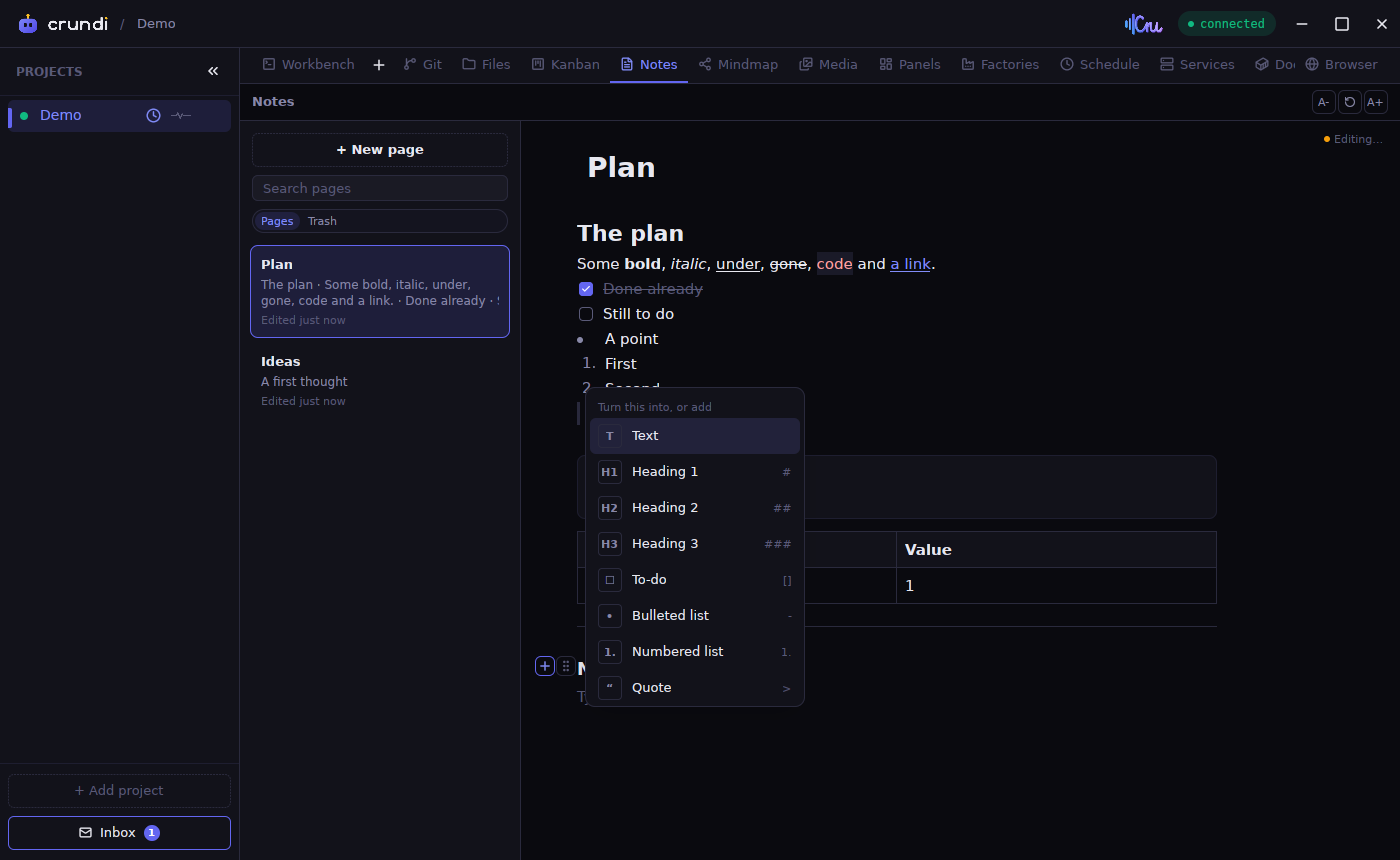 crundi / Demo
Cru
connected
PROJECTS
Workbench
Git
Files
Kanban
Notes
Mindmap
Media
Panels
Factories
Schedule
Services
Browser
Notes
A-
A+
Demo
+ New page
Search pages
Pages
Trash
Plan
The plan · Some bold, italic, under,
gone, code and a link. · Done already ·
Edited just now
Ideas
A first thought
Edited just now
Editing…
Plan
The plan
Some bold, italic, under, gone, code and a link.
Done already
Still to do
• A point
1. First
2. Second
Turn this into, or add
T Text
H1 Heading 1 #
H2 Heading 2 ##
H3 Heading 3 ###
☐ To-do []
• Bulleted list -
1. Numbered list 1.
“ Quote >
Value
1
+ Add project
Inbox 1